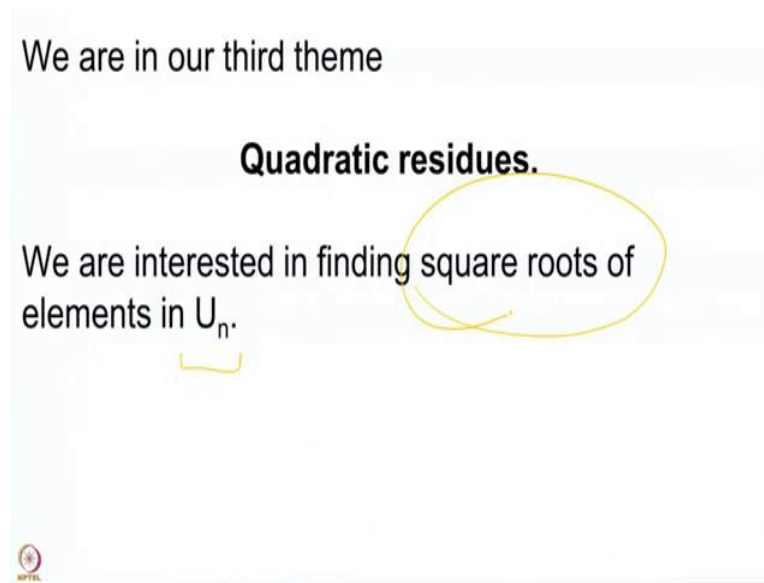 We are in our third theme
Quadratic residues.
We are interested in finding square roots of
elements in Uₙ.
NPTEL